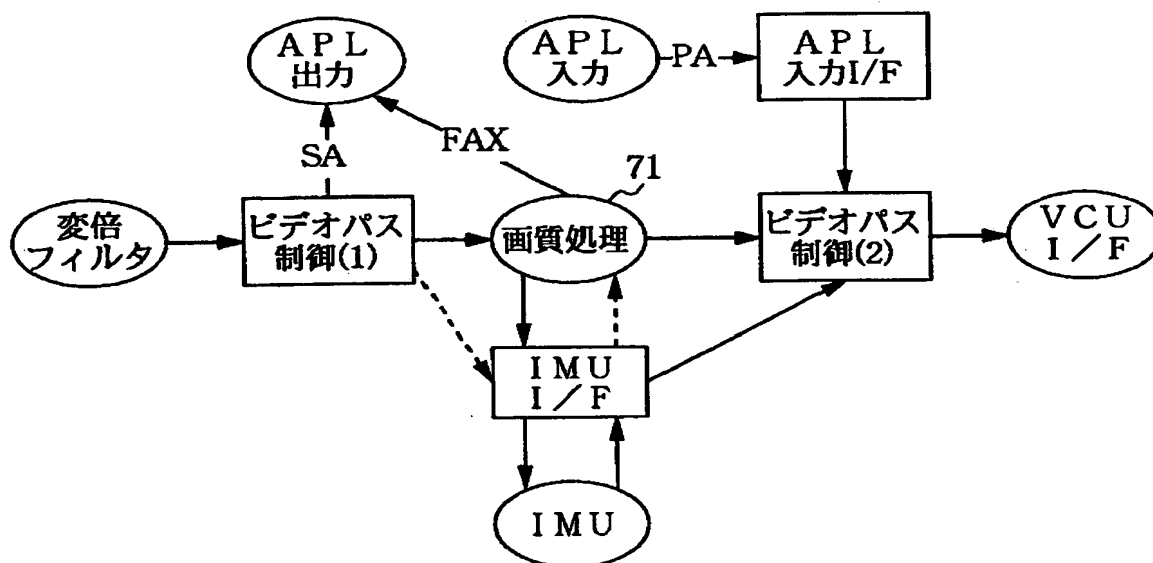 APL
出力
APL
入力
PA
APL
入力I/F
SA
FAX
71
変倍
フィルタ
ビデオパス
制御(1)
画質処理
ビデオパス
制御(2)
VCU
I/F
IMU
I/F
IMU